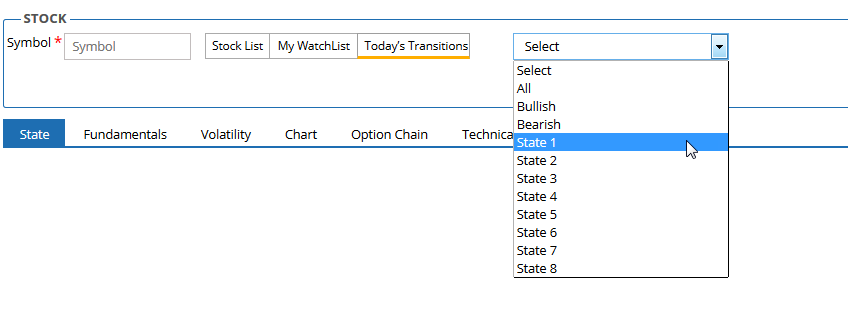 STOCK
Symbol * Symbol Stock List My WatchList Today's Transitions Select
Select
All
Bullish
Bearish
State 1
State 2
State 3
State 4
State 5
State 6
State 7
State 8
State Fundamentals Volatility Chart Option Chain Technica